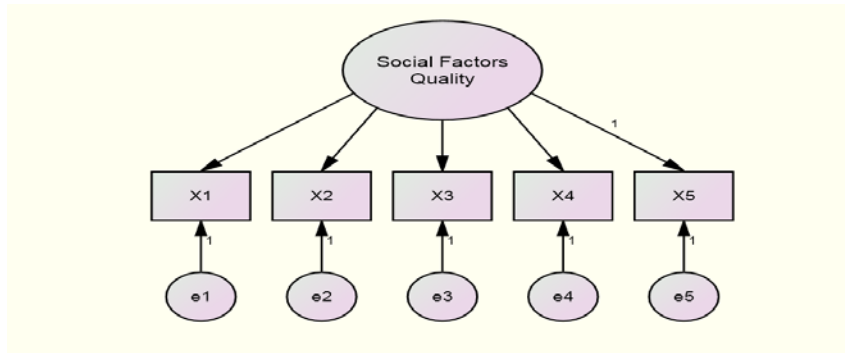 Social Factors
Quality
1
X1 X2 X3 X4 X5
1 1 1 1 1
e1 e2 e3 e4 e5